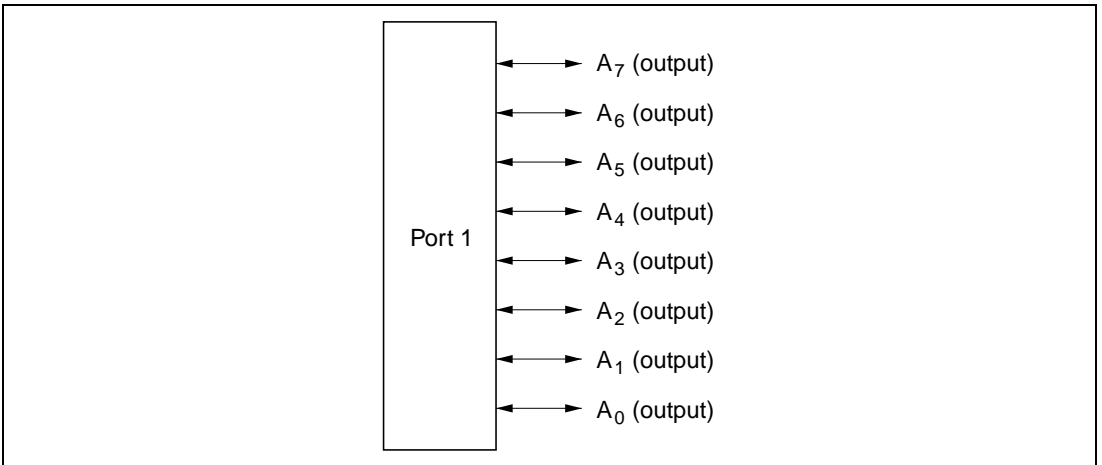 A7 (output)
A6 (output)
A5 (output)
A4 (output)
Port 1
A3 (output)
A2 (output)
A1 (output)
A0 (output)